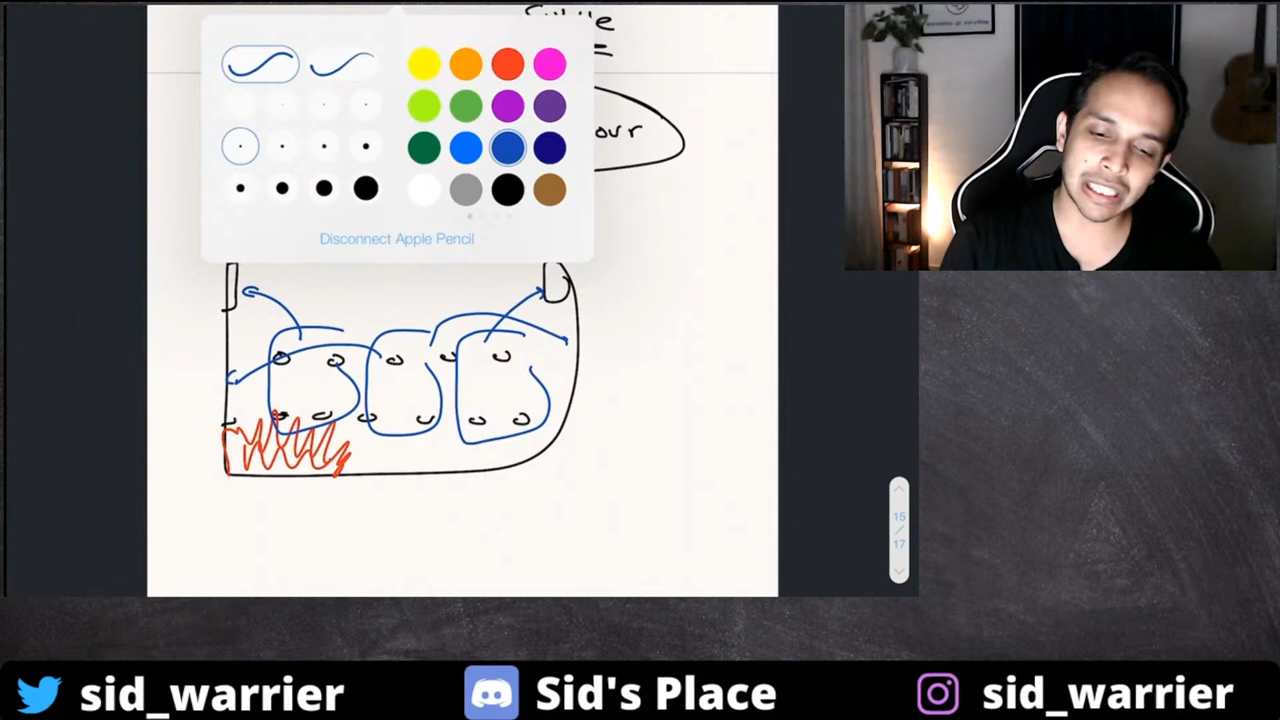 our
Disconnect Apple Pencil
15
/
17
sid_warrier
Sid's Place
sid_warrier